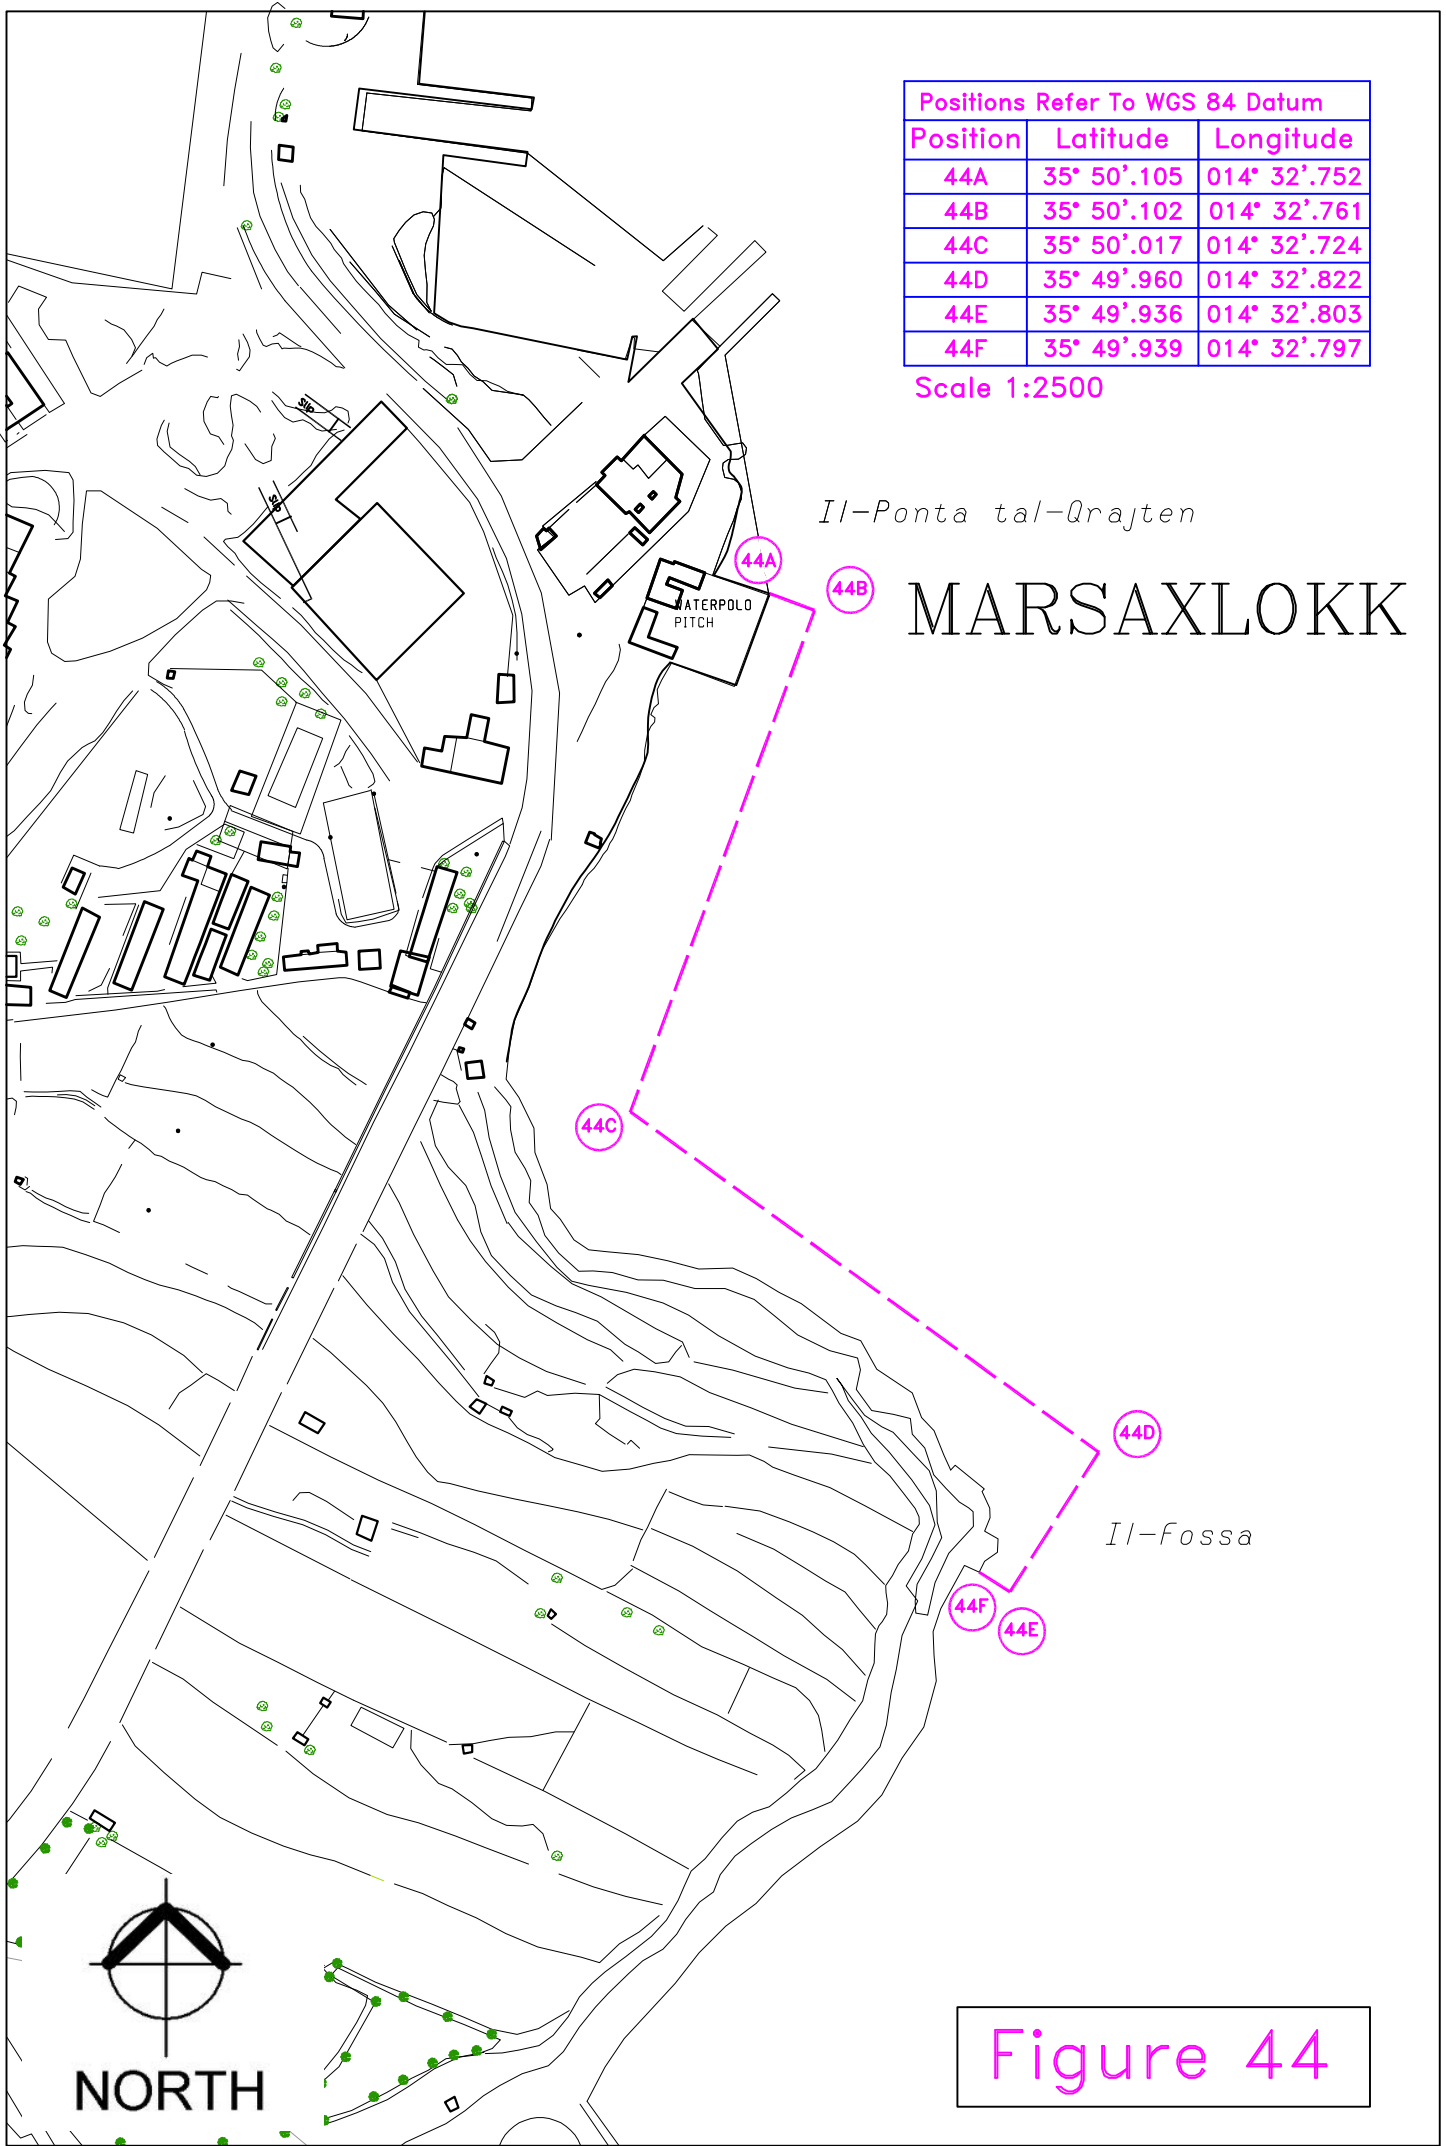 Positions Refer To WGS 84 Datum
Position Latitude Longitude
44A 35° 50'.105 014° 32'.752
44B 35° 50'.102 014° 32'.761
44C 35° 50'.017 014° 32'.724
44D 35° 49'.960 014° 32'.822
44E 35° 49'.936 014° 32'.803
44F 35° 49'.939 014° 32'.797
Scale 1:2500
Slip
Slip
Il-Ponta tal-Qrajten
44A
44B
MARSAXLOKK
WATERPOLO
PITCH
44C
44D
Il-Fossa
44F
44E
NORTH
Figure 44